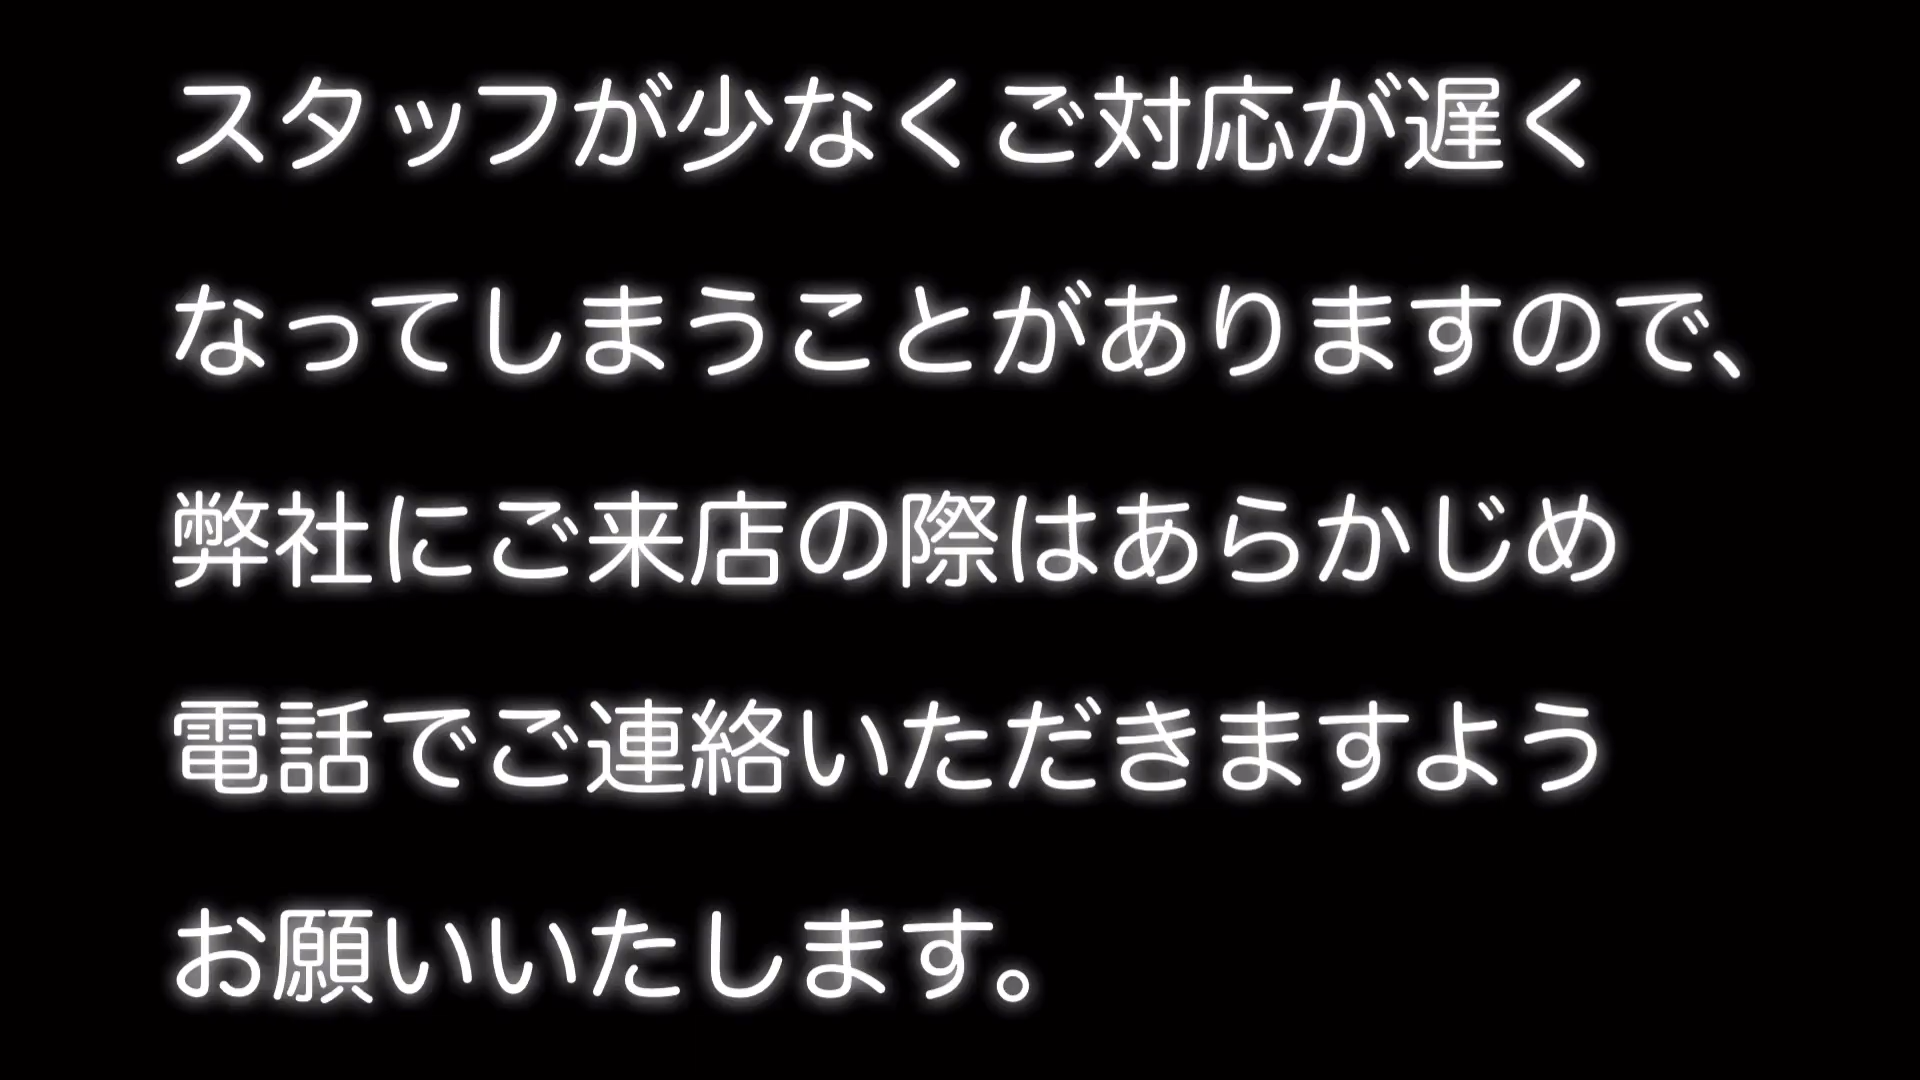 スタッフが少なくご対応が遅く
なってしまうことがありますので、
弊社にご来店の際はあらかじめ
電話でご連絡いただきますよう
お願いいたします。